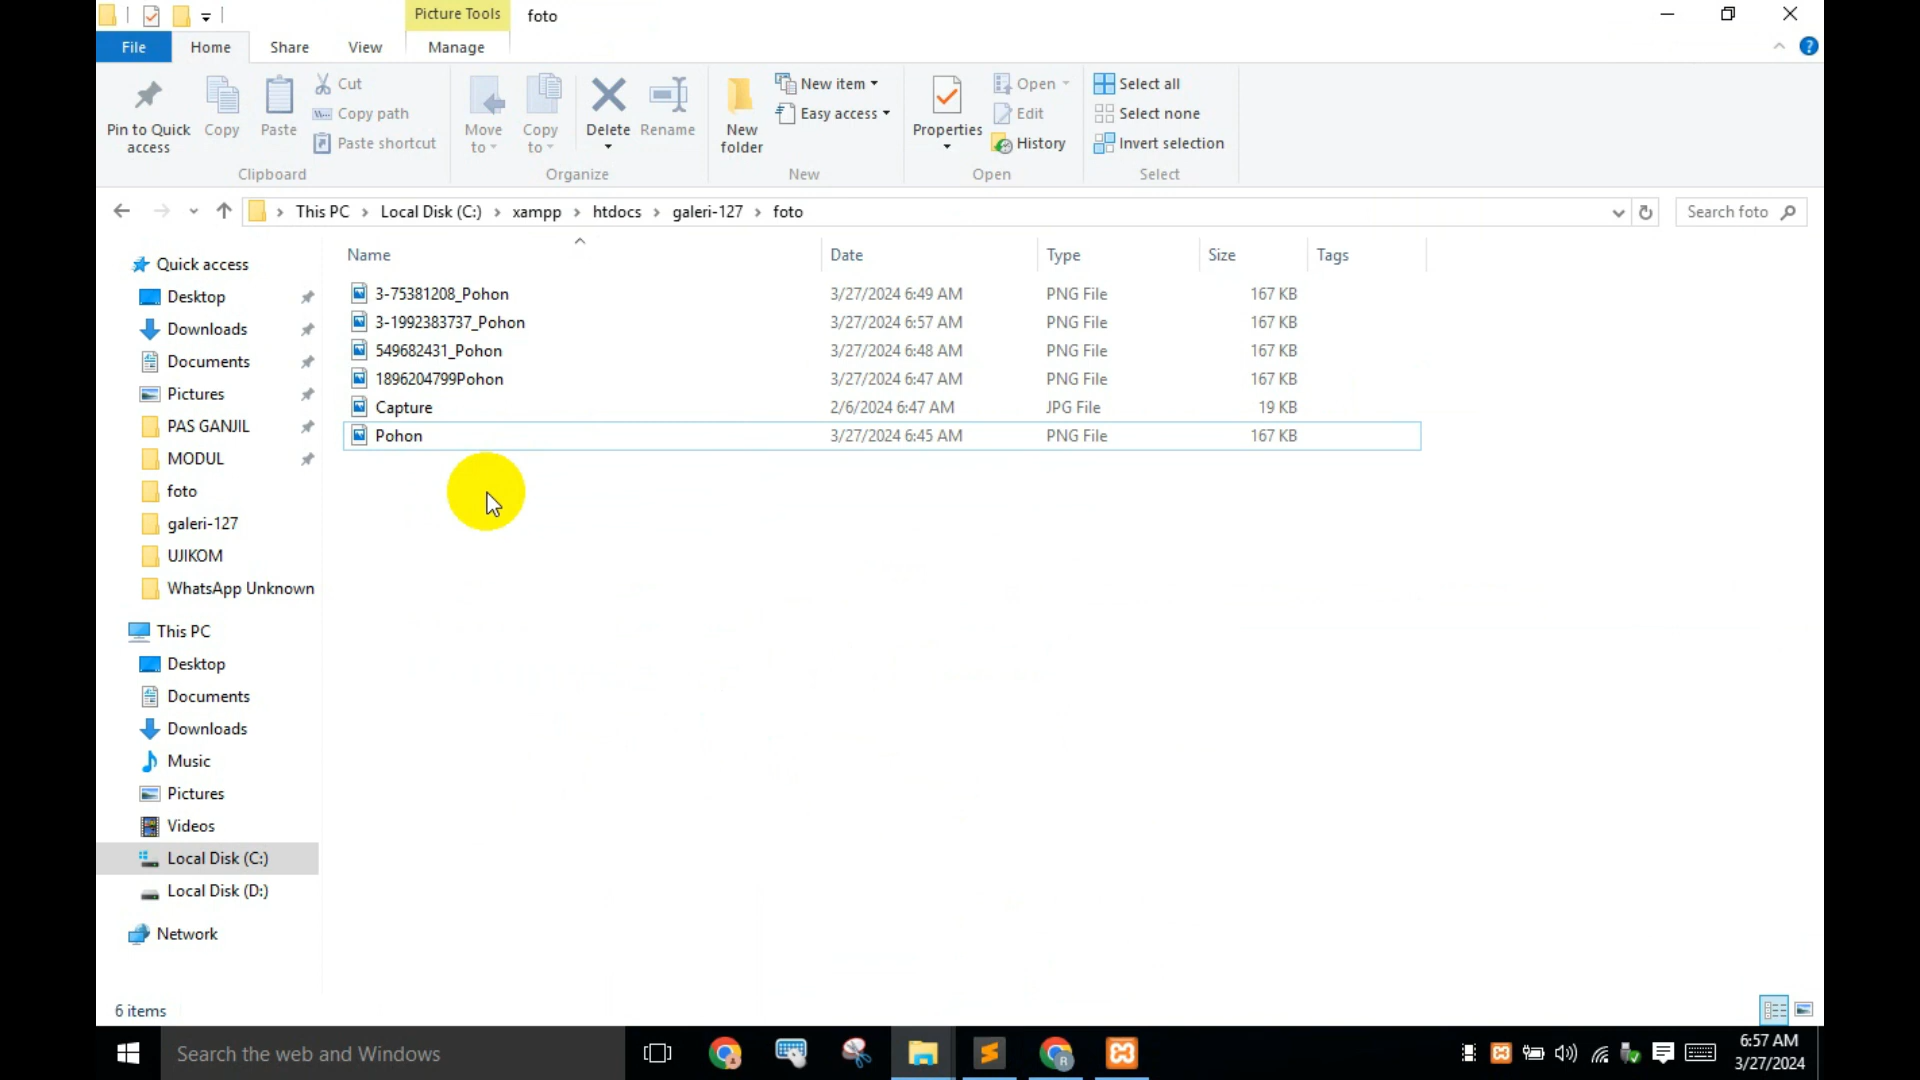 Picture Tools foto
File Home Share View Manage
Pin to Quick access
Copy
Paste
Cut
Copy path
Paste shortcut
Clipboard
Move to
Copy to
Delete
Rename
Organize
New folder
New item
Easy access
New
Properties
Open
Edit
History
Open
Select all
Select none
Invert selection
Select
This PC > Local Disk (C:) > xampp > htdocs > galeri-127 > foto
Search foto
Name Date Type Size Tags
3-75381208_Pohon 3/27/2024 6:49 AM PNG File 167 KB
3-1992383737_Pohon 3/27/2024 6:57 AM PNG File 167 KB
549682431_Pohon 3/27/2024 6:48 AM PNG File 167 KB
1896204799Pohon 3/27/2024 6:47 AM PNG File 167 KB
Capture 2/6/2024 6:47 AM JPG File 19 KB
Pohon 3/27/2024 6:45 AM PNG File 167 KB
Quick access
Desktop
Downloads
Documents
Pictures
PAS GANJIL
MODUL
foto
galeri-127
UJIKOM
WhatsApp Unknown
This PC
Desktop
Documents
Downloads
Music
Pictures
Videos
Local Disk (C:)
Local Disk (D:)
Network
6 items
Search the web and Windows
6:57 AM
3/27/2024